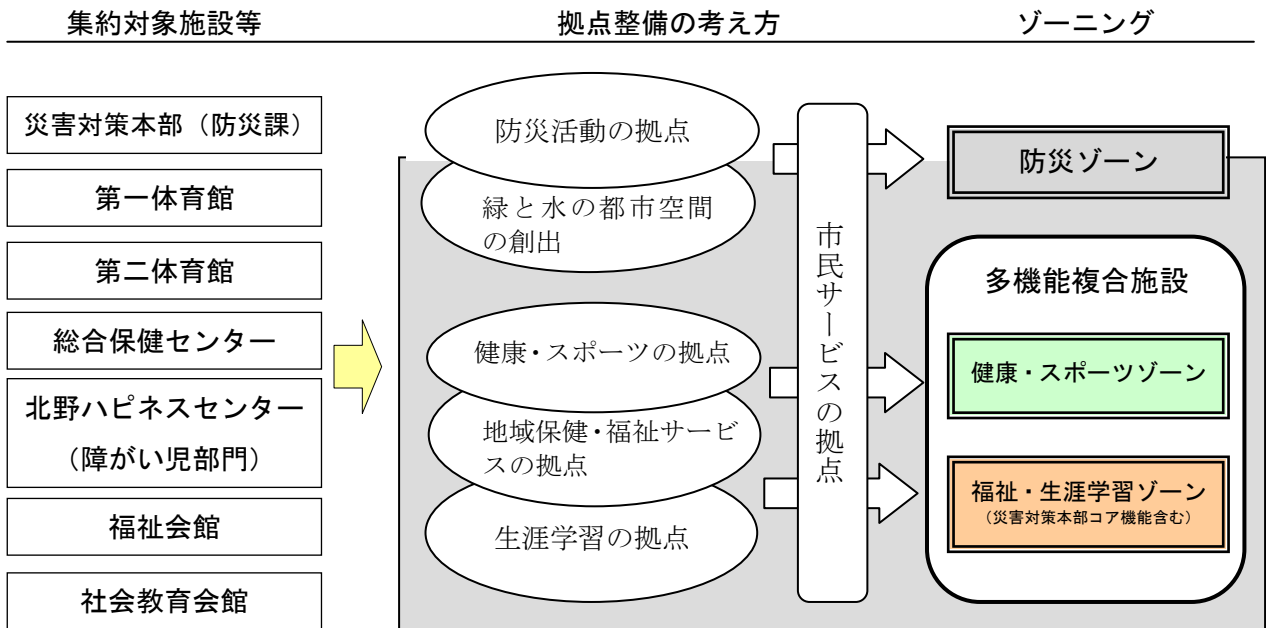 集約対象施設等
拠点整備の考え方
ゾーニング
災害対策本部（防災課）
第一体育館
第二体育館
総合保健センター
北野ハピネスセンター
（障がい児部門）
福祉会館
社会教育会館
防災活動の拠点
緑と水の都市空間
の創出
健康・スポーツの拠点
地域保健・福祉サービ
スの拠点
生涯学習の拠点
市民サービスの拠点
防災ゾーン
多機能複合施設
健康・スポーツゾーン
福祉・生涯学習ゾーン
（災害対策本部コア機能含む）